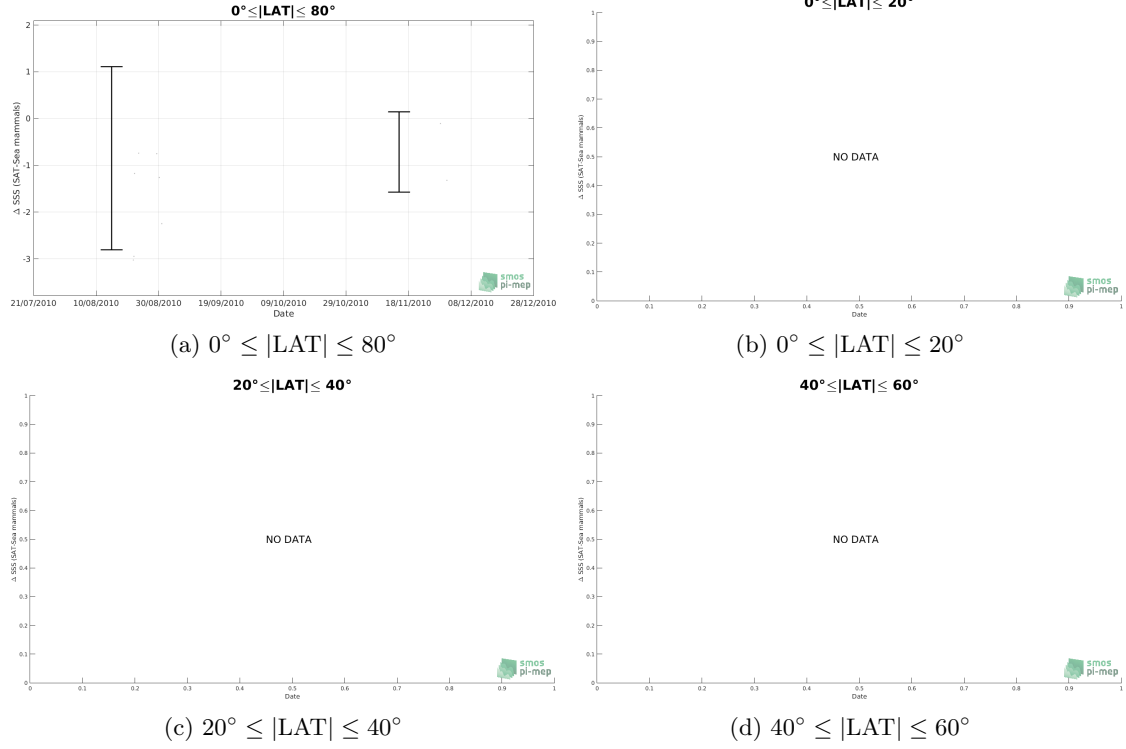 0°≤|LAT|≤ 80°
2
1
0
-1
-2
-3
Δ SSS (SAT-Sea mammals)
21/07/2010 10/08/2010 30/08/2010 19/09/2010 09/10/2010 29/10/2010 18/11/2010 08/12/2010 28/12/2010
Date
smos
pi-mep
(a) 0° ≤ |LAT| ≤ 80°
0°≤|LAT|≤ 20°
1
0.9
0.8
0.7
0.6
0.5
0.4
0.3
0.2
0.1
0
Δ SSS (SAT-Sea mammals)
NO DATA
0 0.1 0.2 0.3 0.4 0.5 0.6 0.7 0.8 0.9 1
Date
smos
pi-mep
(b) 0° ≤ |LAT| ≤ 20°
20°≤|LAT|≤ 40°
1
0.9
0.8
0.7
0.6
0.5
0.4
0.3
0.2
0.1
0
Δ SSS (SAT-Sea mammals)
NO DATA
0 0.1 0.2 0.3 0.4 0.5 0.6 0.7 0.8 0.9 1
Date
smos
pi-mep
(c) 20° ≤ |LAT| ≤ 40°
40°≤|LAT|≤ 60°
1
0.9
0.8
0.7
0.6
0.5
0.4
0.3
0.2
0.1
0
Δ SSS (SAT-Sea mammals)
NO DATA
0 0.1 0.2 0.3 0.4 0.5 0.6 0.7 0.8 0.9 1
Date
smos
pi-mep
(d) 40° ≤ |LAT| ≤ 60°